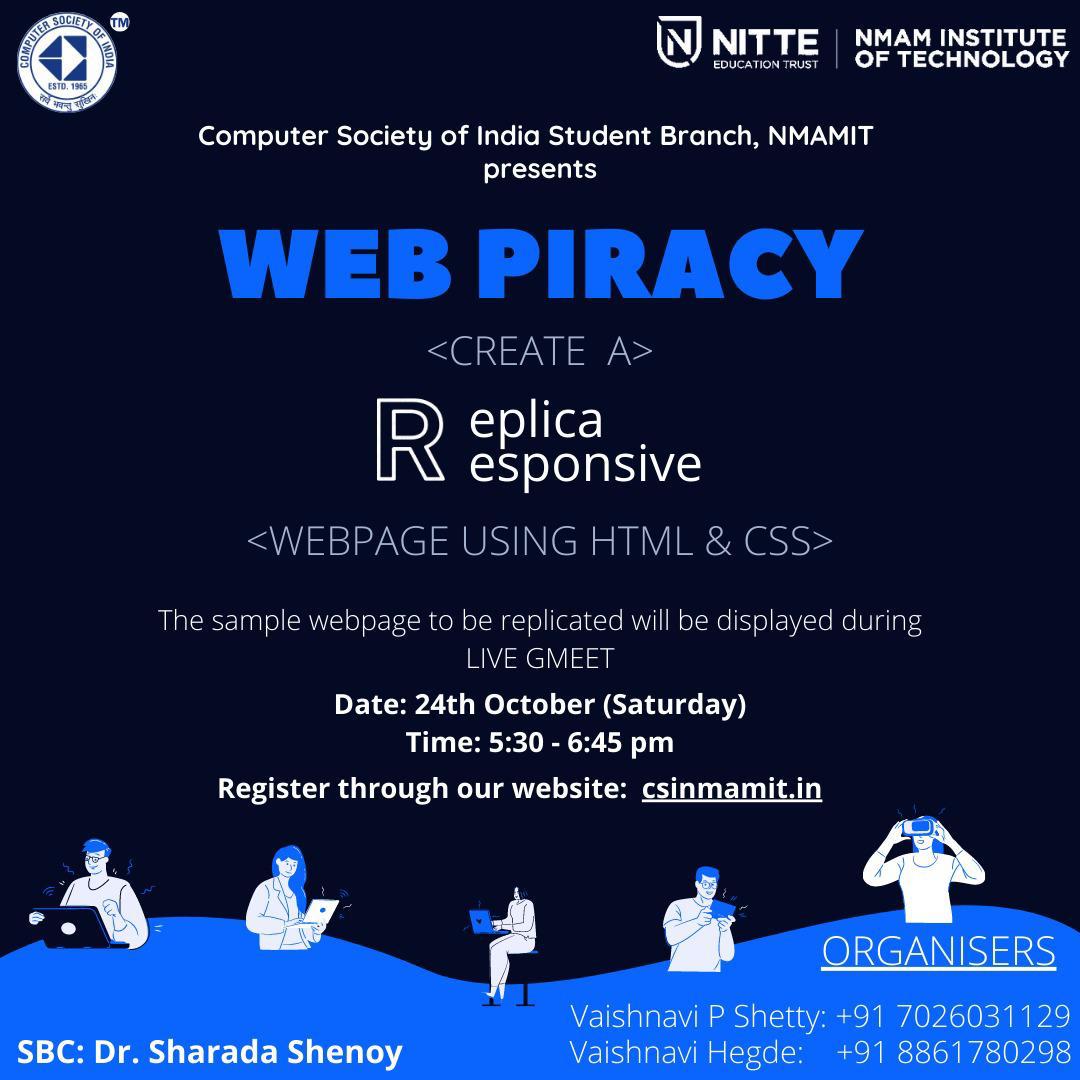 COMPUTER SOCIETY OF INDIA
TM
ESTD. 1965
सर्वे भवन्तु सुखिनः
N NITTE
EDUCATION TRUST
NMAM INSTITUTE
OF TECHNOLOGY
Computer Society of India Student Branch, NMAMIT
presents
WEB PIRACY
<CREATE A>
R eplica
esponsive
<WEBPAGE USING HTML & CSS>
The sample webpage to be replicated will be displayed during
LIVE GMEET
Date: 24th October (Saturday)
Time: 5:30 - 6:45 pm
Register through our website: csinmamit.in
ORGANISERS
Vaishnavi P Shetty: +91 7026031129
Vaishnavi Hegde: +91 8861780298
SBC: Dr. Sharada Shenoy